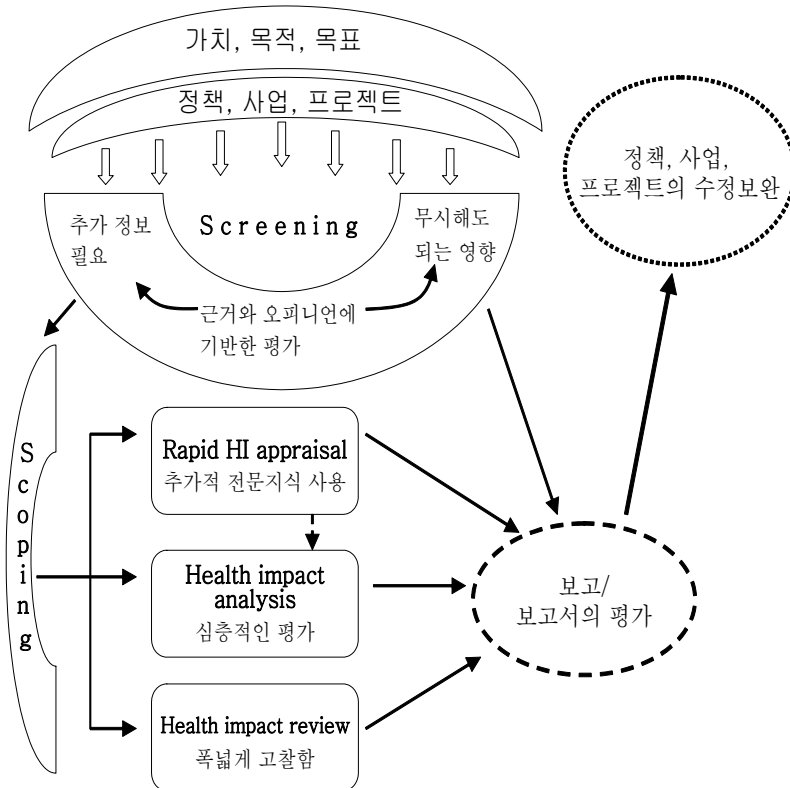 가치, 목적, 목표
정책, 사업, 프로젝트
Screening
추가 정보
필요
무시해도
되는 영향
근거와 오피니언에
기반한 평가
정책, 사업,
프로젝트의 수정보완
Scoping
Rapid HI appraisal
추가적 전문지식 사용
Health impact
analysis
심층적인 평가
Health impact review
폭넓게 고찰함
보고/
보고서의 평가